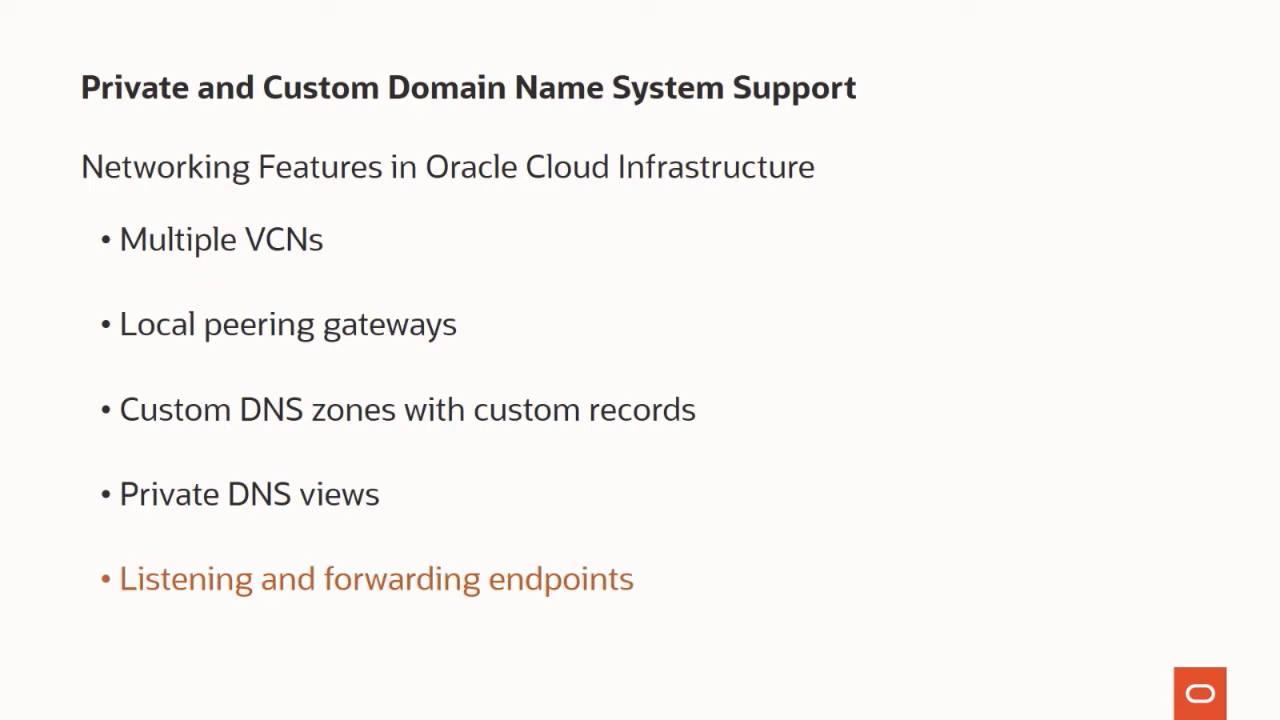 Private and Custom Domain Name System Support
Networking Features in Oracle Cloud Infrastructure
• Multiple VCNs
• Local peering gateways
• Custom DNS zones with custom records
• Private DNS views
• Listening and forwarding endpoints